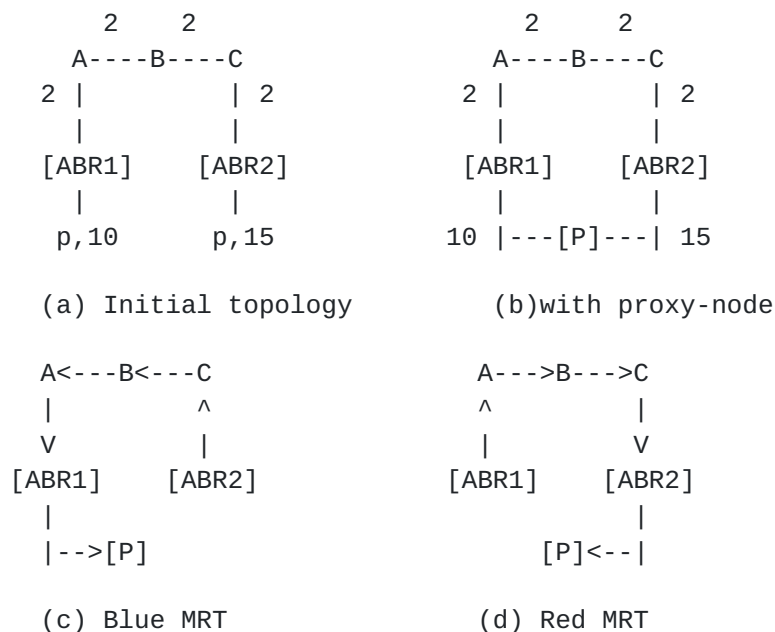 2    2                     2    2
    A----B----C                A----B----C
  2 |         | 2            2 |         | 2
    |         |                |         |
  [ABR1]    [ABR2]           [ABR1]    [ABR2]
    |         |                |         |
   p,10      p,15           10 |---[P]---| 15

  (a) Initial topology         (b)with proxy-node

  A<---B<---C                 A--->B--->C
  |         ^                 ^         |
  V         |                 |         V
[ABR1]    [ABR2]            [ABR1]    [ABR2]
  |                                     |
  |-->[P]                         [P]<--|

  (c) Blue MRT                (d) Red MRT